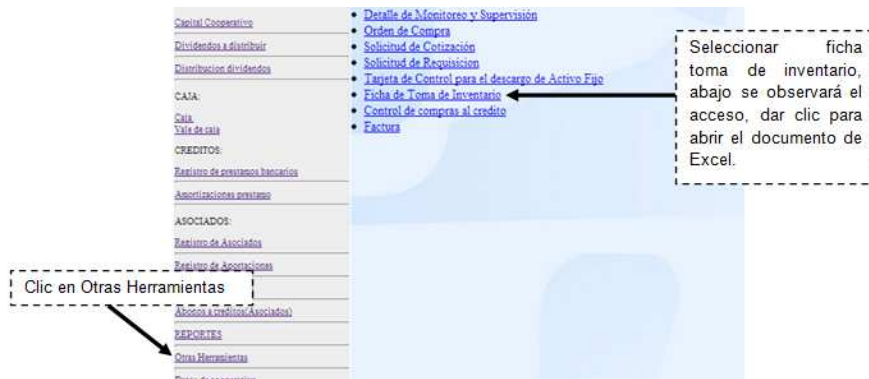 Capital Cooperativo
Dividendos a distribuir
Distribucion dividendos
CAJA:
Caja
Vale de caja
CREDITOS:
Registro de prestamos bancarios
Amortizaciones prestamo
ASOCIADOS:
Registro de Asociados
Registro de Aportaciones
Abonos a creditos(Asociados)
REPORTES
Otras Herramientas
Clic en Otras Herramientas
• Detalle de Monitoreo y Supervisión
• Orden de Compra
• Solicitud de Cotización
• Solicitud de Requisicion
• Tarjeta de Control para el descargo de Activo Fijo
• Ficha de Toma de Inventario
• Control de compras al credito
• Factura
Seleccionar ficha
toma de inventario,
abajo se observará el
acceso, dar clic para
abrir el documento de
Excel.